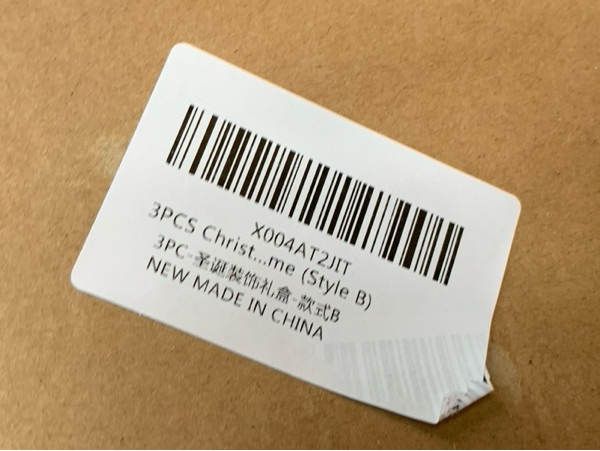 X004AT2JIT
3PCS Christ...me (Style B)
3PC-圣诞装饰礼盒-款式B
NEW MADE IN CHINA